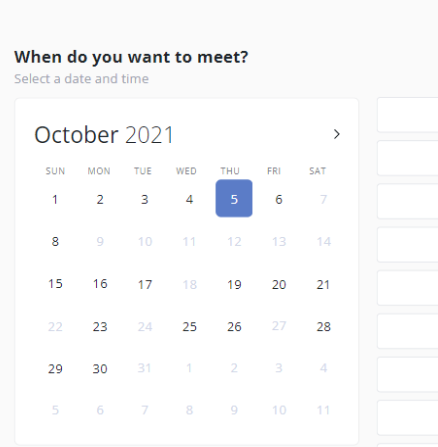 When do you want to meet?
Select a date and time
October 2021 >
SUN MON TUE WED THU FRI SAT
1 2 3 4 5 6 7
8 9 10 11 12 13 14
15 16 17 18 19 20 21
22 23 24 25 26 27 28
29 30 31 1 2 3 4
5 6 7 8 9 10 11